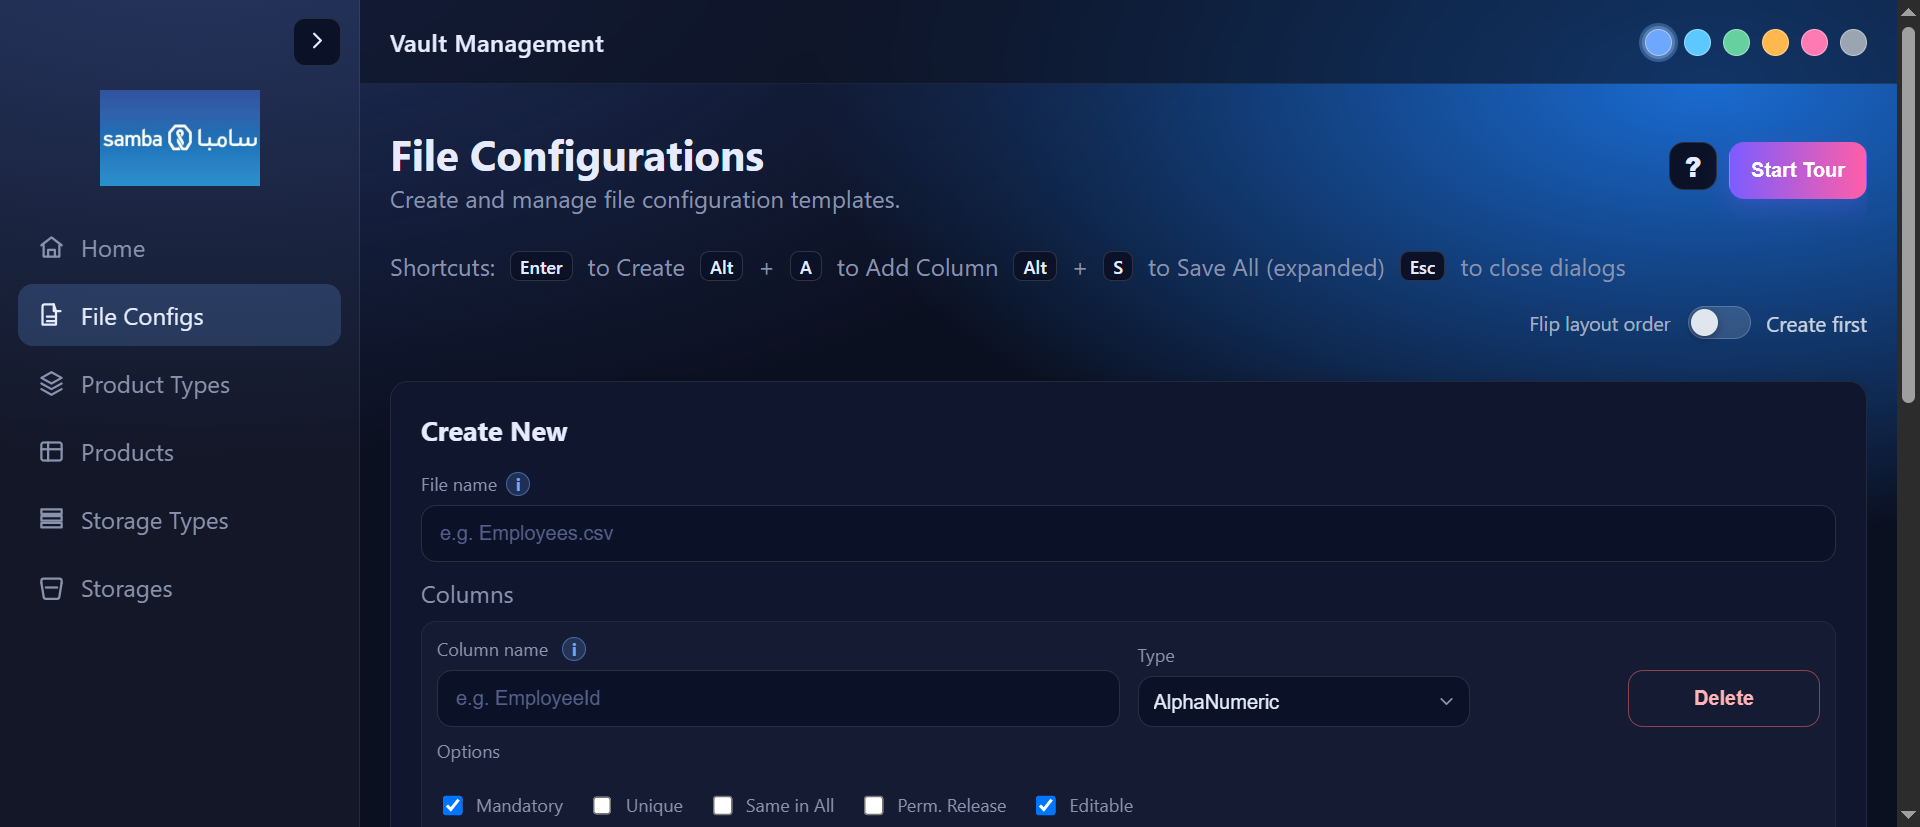 samba سامبا
Home
File Configs
Product Types
Products
Storage Types
Storages
Vault Management
File Configurations
Create and manage file configuration templates.
? Start Tour
Shortcuts: Enter to Create Alt + A to Add Column Alt + S to Save All (expanded) Esc to close dialogs
Flip layout order Create first
Create New
File name i
e.g. Employees.csv
Columns
Column name i
e.g. EmployeeId
Type
AlphaNumeric
Delete
Options
Mandatory Unique Same in All Perm. Release Editable